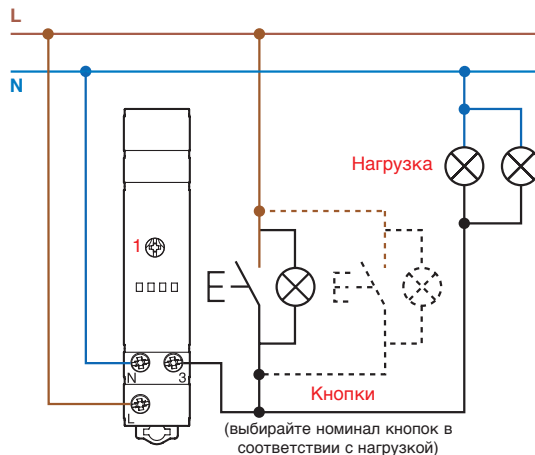 L
N
Нагрузка
1
N
3
L
Кнопки
(выбирайте номинал кнопок в
соответствии с нагрузкой)